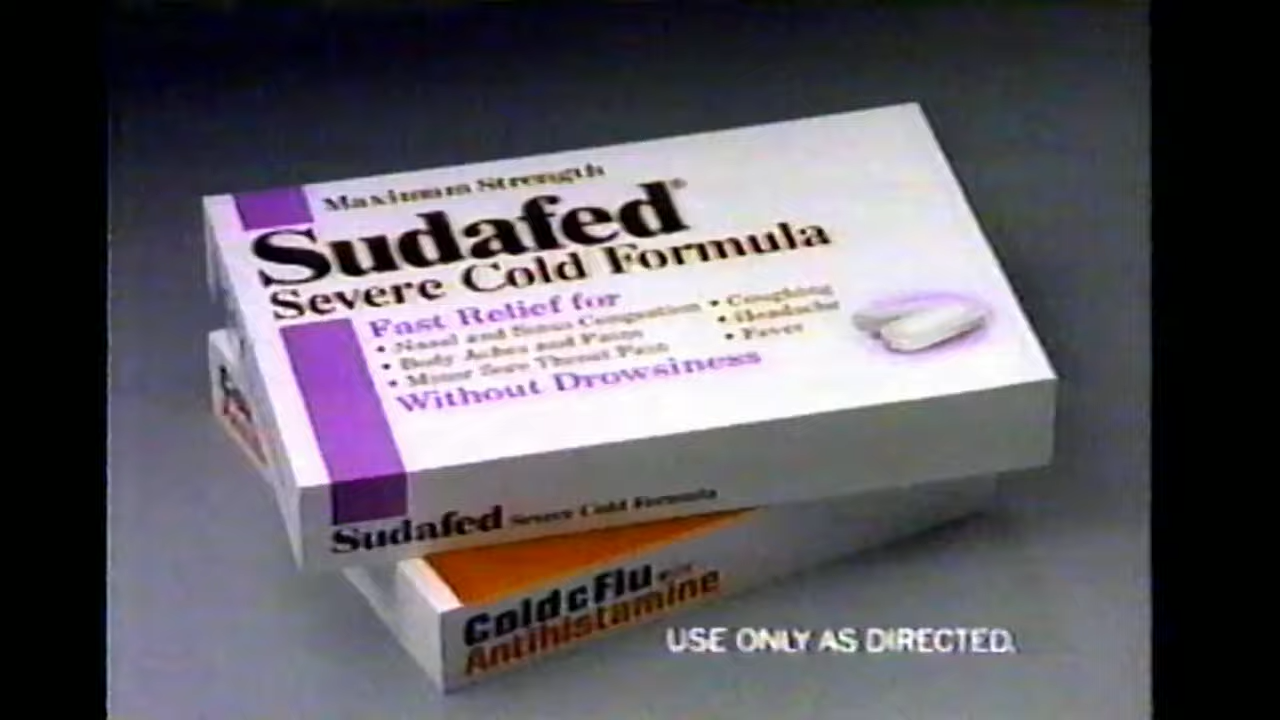 Maximum Strength
Sudafed®
Severe Cold Formula
Fast Relief for
• Nasal and Sinus Congestion
• Body Aches and Pains
• Minor Sore Throat Pain
• Coughing
• Headache
• Fever
Without Drowsiness
Sudafed Severe Cold Formula
Cold & Flu
Antihistamine
USE ONLY AS DIRECTED.